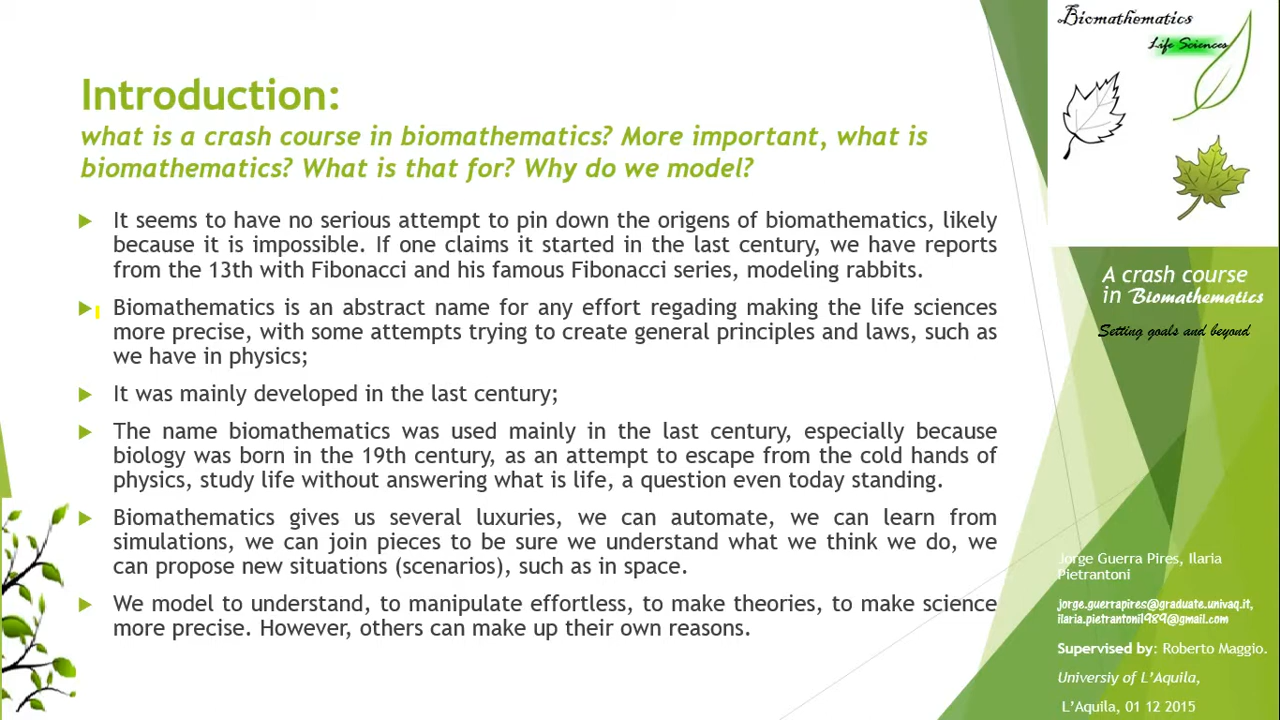 Introduction:
what is a crash course in biomathematics? More important, what is
biomathematics? What is that for? Why do we model?
It seems to have no serious attempt to pin down the origens of biomathematics, likely
because it is impossible. If one claims it started in the last century, we have reports
from the 13th with Fibonacci and his famous Fibonacci series, modeling rabbits.
Biomathematics is an abstract name for any effort regading making the life sciences
more precise, with some attempts trying to create general principles and laws, such as
we have in physics;
It was mainly developed in the last century;
The name biomathematics was used mainly in the last century, especially because
biology was born in the 19th century, as an attempt to escape from the cold hands of
physics, study life without answering what is life, a question even today standing.
Biomathematics gives us several luxuries, we can automate, we can learn from
simulations, we can join pieces to be sure we understand what we think we do, we
can propose new situations (scenarios), such as in space.
We model to understand, to manipulate effortless, to make theories, to make science
more precise. However, others can make up their own reasons.
Biomathematics
Life Sciences
A crash course
in Biomathematics
Setting goals and beyond
Jorge Guerra Pires, Ilaria
Pietrantoni
jorge.guerrapires@graduate.univaq.it,
ilaria.pietrantoni1989@gmail.com
Supervised by: Roberto Maggio.
Universiy of L'Aquila,
L'Aquila, 01 12 2015